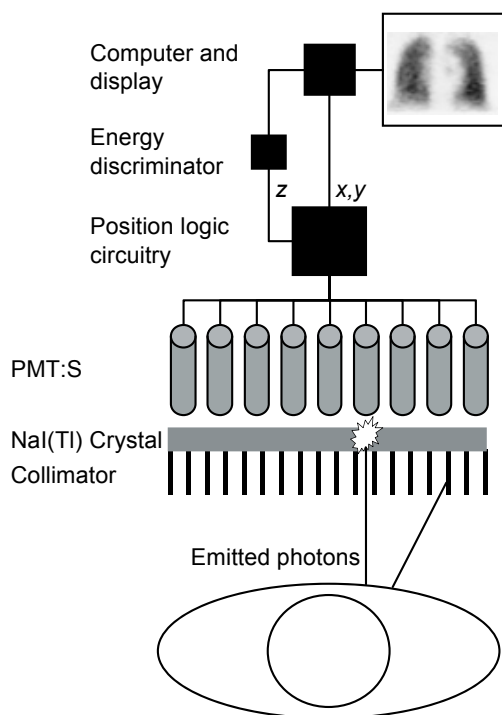 Computer and
display
Energy
discriminator
z
x,y
Position logic
circuitry
PMT:S
NaI(Tl) Crystal
Collimator
Emitted photons